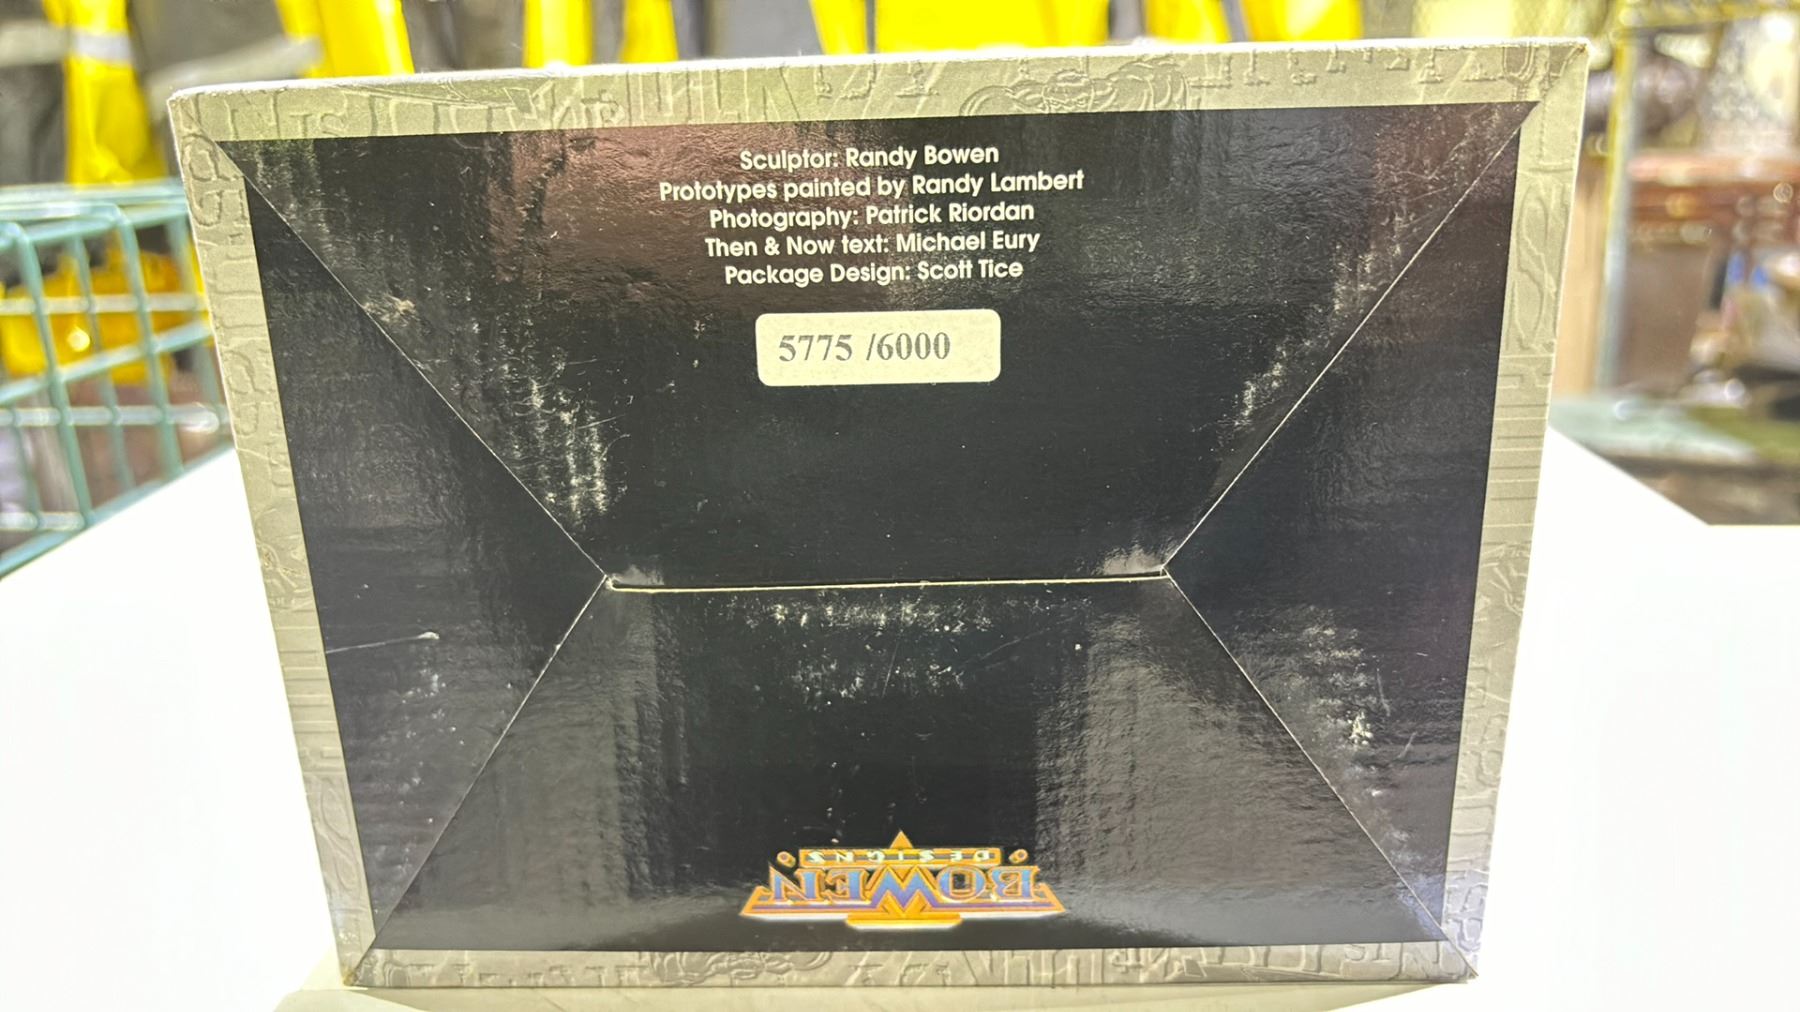 Sculptor: Randy Bowen
Prototypes painted by Randy Lambert
Photography: Patrick Riordan
Then & Now text: Michael Eury
Package Design: Scott Tice
5775 /6000
BOWEN
DESIGNS